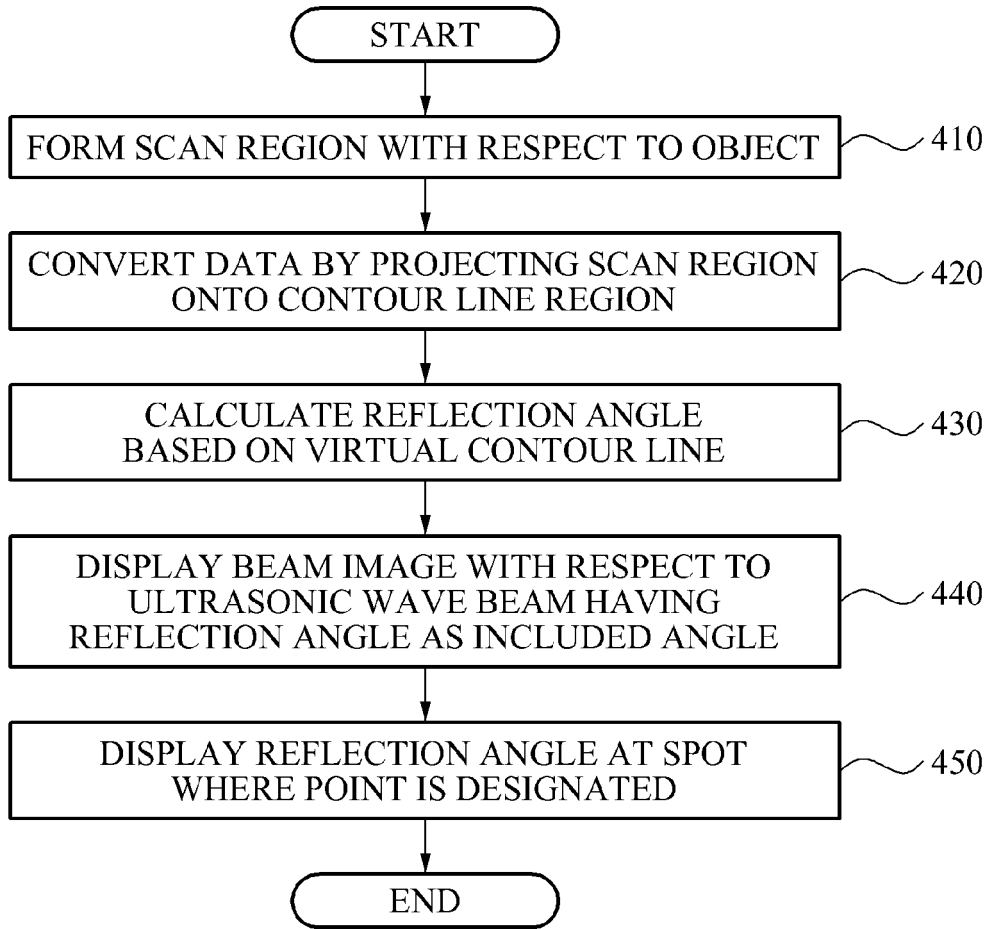 START
FORM SCAN REGION WITH RESPECT TO OBJECT
410
CONVERT DATA BY PROJECTING SCAN REGION
ONTO CONTOUR LINE REGION
420
CALCULATE REFLECTION ANGLE
BASED ON VIRTUAL CONTOUR LINE
430
DISPLAY BEAM IMAGE WITH RESPECT TO
ULTRASONIC WAVE BEAM HAVING
REFLECTION ANGLE AS INCLUDED ANGLE
440
DISPLAY REFLECTION ANGLE AT SPOT
WHERE POINT IS DESIGNATED
450
END